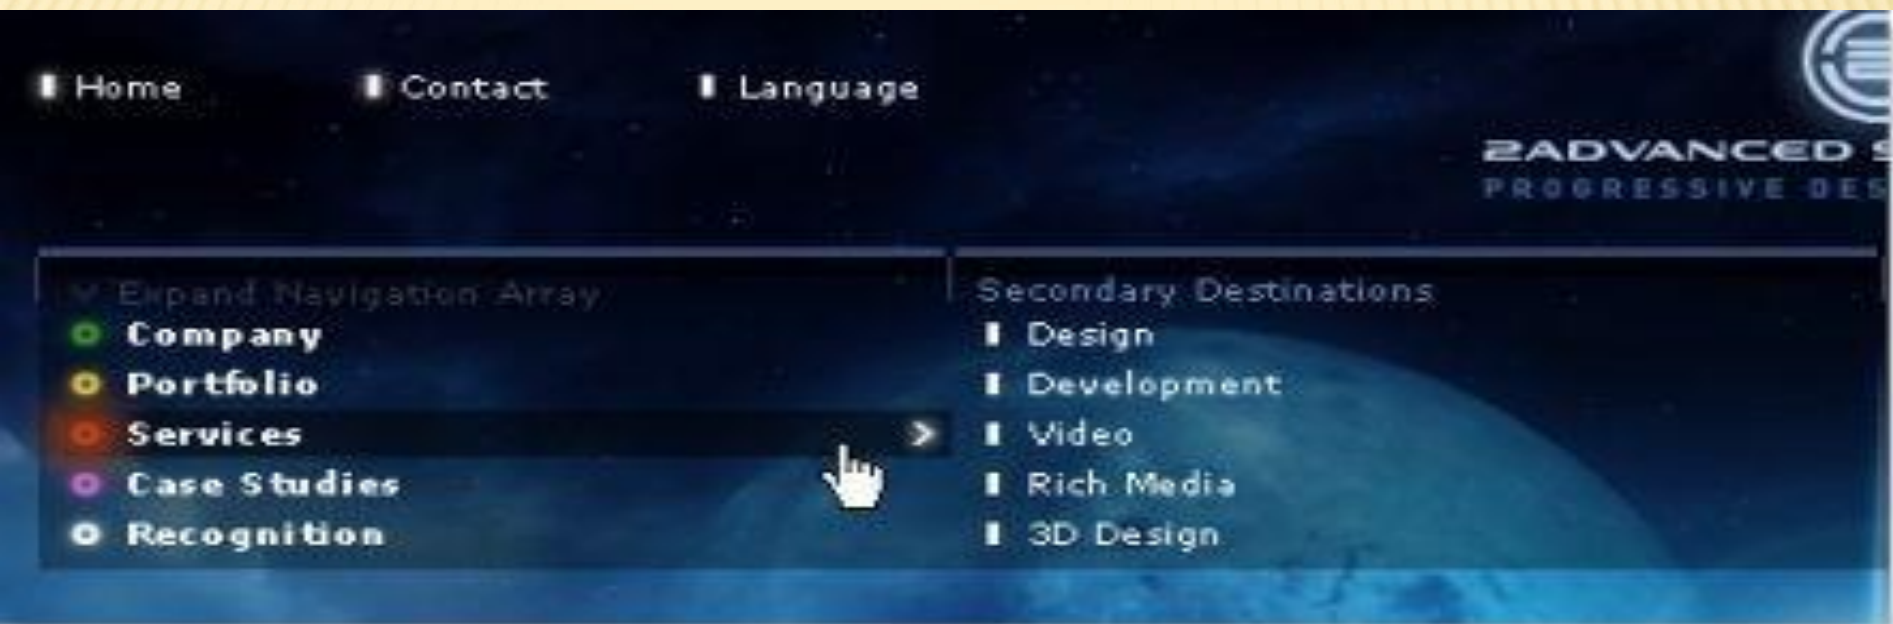 Home Contact Language
2ADVANCED
PROGRESSIVE
Expand Navigation Array
Company
Portfolio
Services
Case Studies
Recognition
Secondary Destinations
Design
Development
Video
Rich Media
3D Design